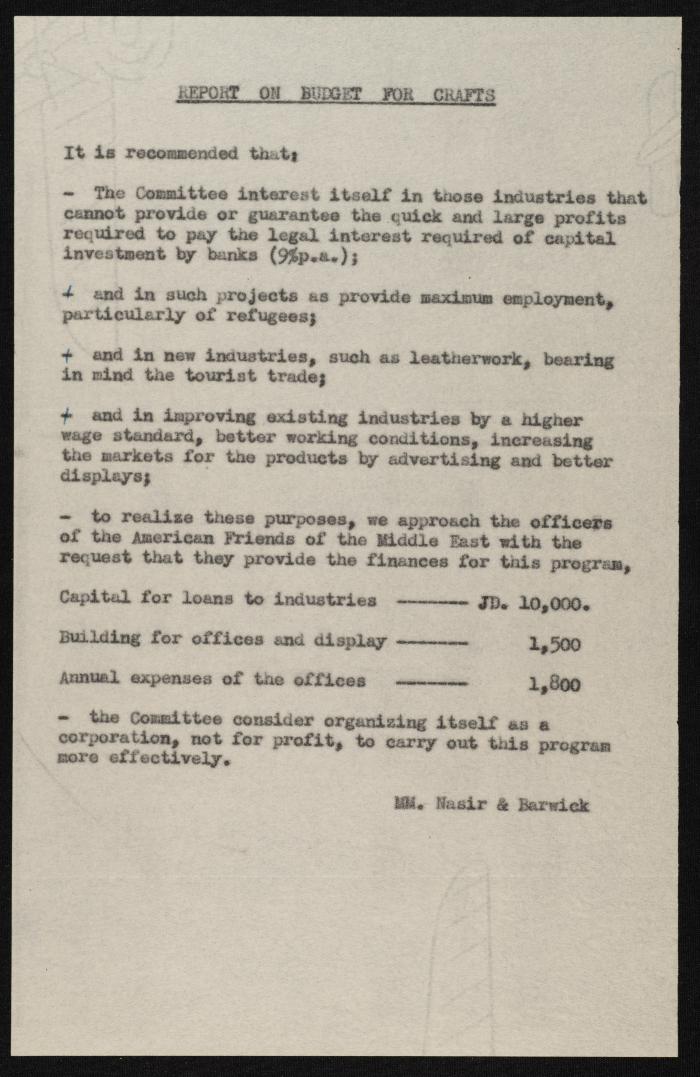 REPORT ON BUDGET FOR CRAFTS
It is recommended that;
- The Committee interest itself in those industries that
cannot provide or guarantee the quick and large profits
required to pay the legal interest required of capital
investment by banks (9%p.a.);
+ and in such projects as provide maximum employment,
particularly of refugees;
+ and in new industries, such as leatherwork, bearing
in mind the tourist trade;
+ and in improving existing industries by a higher
wage standard, better working conditions, increasing
the markets for the products by advertising and better
displays;
- to realize these purposes, we approach the officers
of the American Friends of the Middle East with the
request that they provide the finances for this program,
Capital for loans to industries ------- JD. 10,000.
Building for offices and display ------- 1,500
Annual expenses of the offices ------- 1,800
- the Committee consider organizing itself as a
corporation, not for profit, to carry out this program
more effectively.
MM. Nasir & Barwick